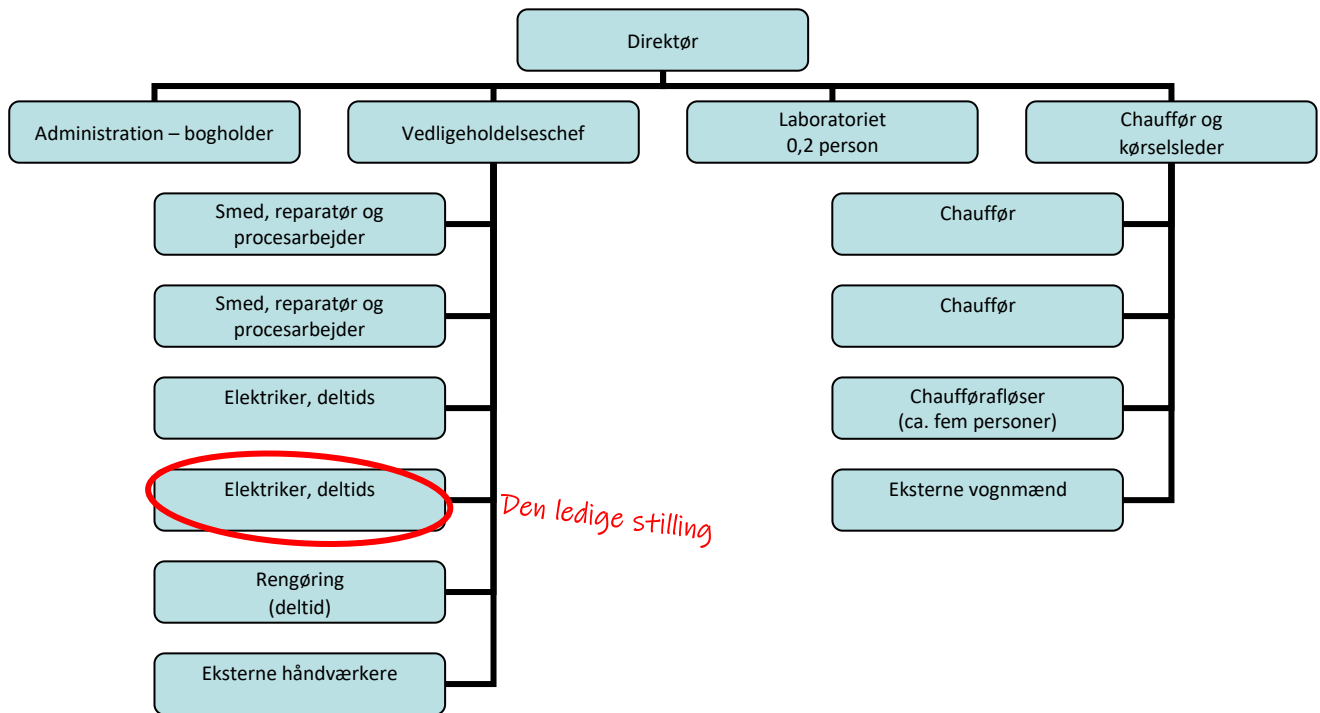 Direktør
Administration – bogholder
Vedligeholdelseschef
Laboratoriet
0,2 person
Chauffør og
kørselsleder
Smed, reparatør og
procesarbejder
Smed, reparatør og
procesarbejder
Elektriker, deltids
Elektriker, deltids
Den ledige stilling
Rengøring
(deltid)
Eksterne håndværkere
Chauffør
Chauffør
Chaufførafløser
(ca. fem personer)
Eksterne vognmænd